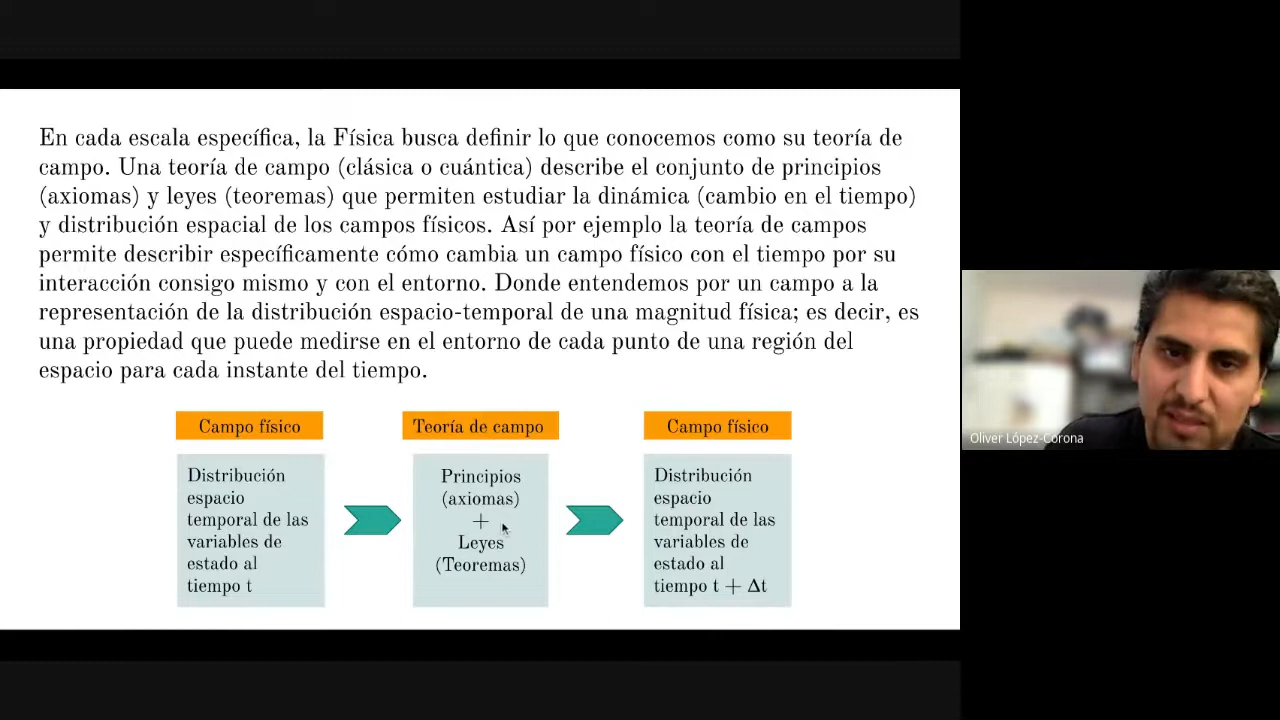 En cada escala específica, la Física busca definir lo que conocemos como su teoría de
campo. Una teoría de campo (clásica o cuántica) describe el conjunto de principios
(axiomas) y leyes (teoremas) que permiten estudiar la dinámica (cambio en el tiempo)
y distribución espacial de los campos físicos. Así por ejemplo la teoría de campos
permite describir específicamente cómo cambia un campo físico con el tiempo por su
interacción consigo mismo y con el entorno. Donde entendemos por un campo a la
representación de la distribución espacio-temporal de una magnitud física; es decir, es
una propiedad que puede medirse en el entorno de cada punto de una región del
espacio para cada instante del tiempo.
Campo físico
Distribución
espacio
temporal de las
variables de
estado al
tiempo t
Teoría de campo
Principios
(axiomas)
+
Leyes
(Teoremas)
Campo físico
Distribución
espacio
temporal de las
variables de
estado al
tiempo t + Δt
Oliver López-Corona